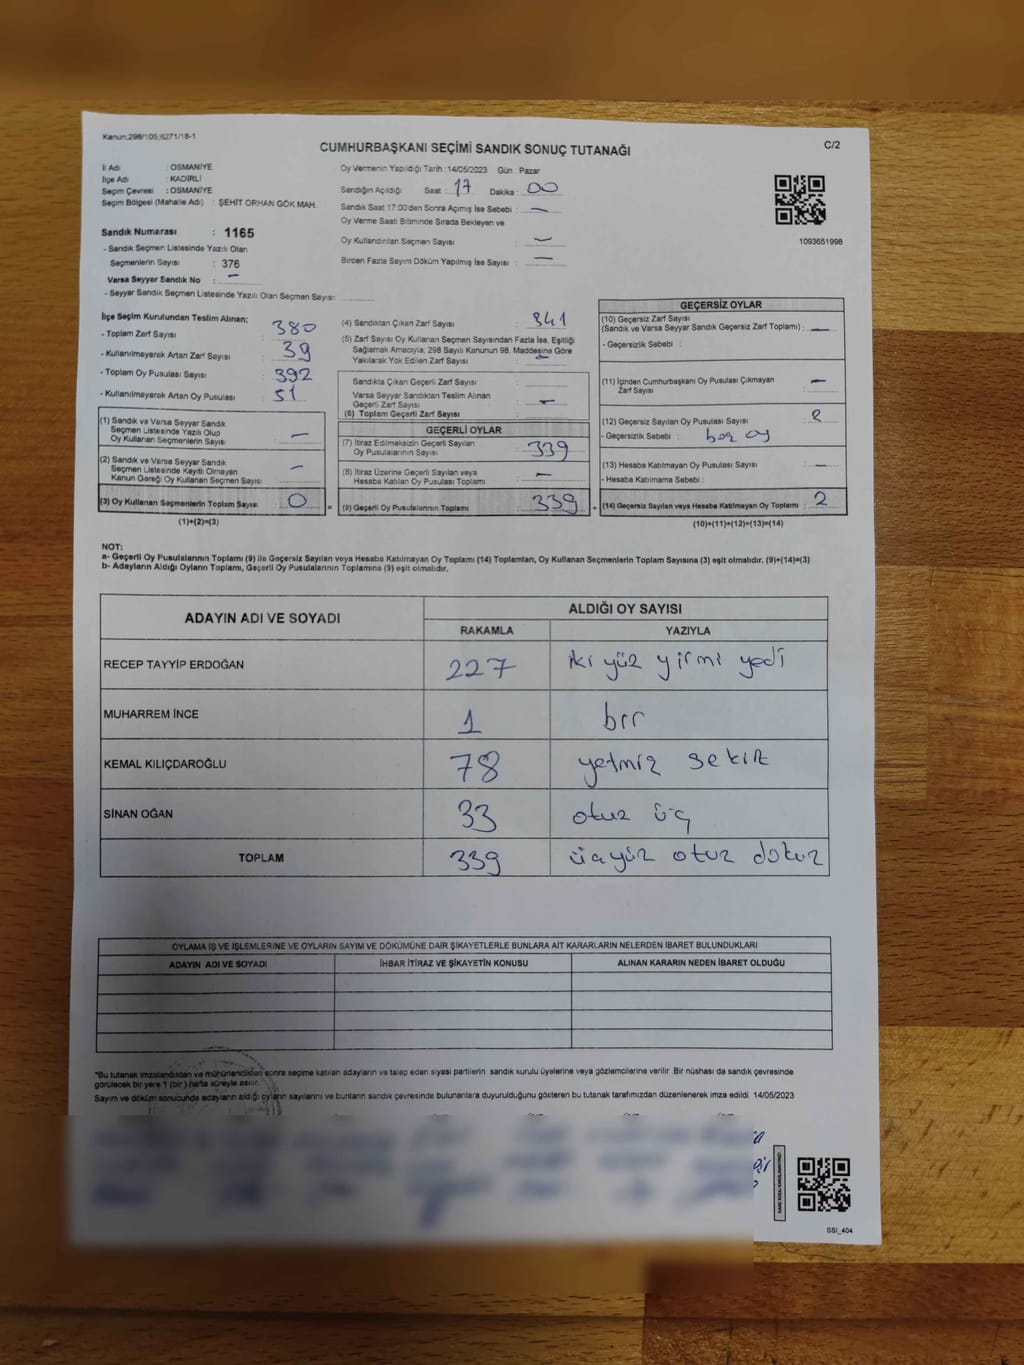 Kanun;298/105;6271/18-1
CUMHURBAŞKANI SEÇİMİ SANDIK SONUÇ TUTANAĞI
C/2
İl Adı : OSMANİYE
İlçe Adı : KADİRLİ
Seçim Çevresi : OSMANİYE
Seçim Bölgesi (Mahalle Adı) : ŞEHİT ORHAN GÖK MAH.
Oy Vermenin Yapıldığı Tarih : 14/05/2023 Gün : Pazar
Sandığın Açıldığı Saat : 17 Dakika : 00
Sandık Saat 17:00'den Sonra Açımış İse Sebebi : —
Oy Verme Saati Bitiminde Sırada Bekleyen ve
Oy Kullandırılan Seçmen Sayısı : —
Birden Fazla Sayım Döküm Yapılmış İse Sayısı : —
1093651998
Sandık Numarası : 1165
- Sandık Seçmen Listesinde Yazılı Olan
Seçmenlerin Sayısı : 376
Varsa Seyyar Sandık No : —
- Seyyar Sandık Seçmen Listesinde Yazılı Olan Seçmen Sayısı:
İlçe Seçim Kurulundan Teslim Alınan;
- Toplam Zarf Sayısı : 380
- Kullanılmayarak Artan Zarf Sayısı : 39
- Toplam Oy Pusulası Sayısı : 392
- Kullanılmayarak Artan Oy Pusulası : 51
(1) Sandık ve Varsa Seyyar Sandık
Seçmen Listesinde Yazılı Olup
Oy Kullanan Seçmenlerin Sayısı : —
(2) Sandık ve Varsa Seyyar Sandık
Seçmen Listesinde Kayıtlı Olmayan
Kanun Gereği Oy Kullanan Seçmen Sayısı : —
(3) Oy Kullanan Seçmenlerin Toplam Sayısı : 0
(1)+(2)=(3)
(4) Sandıktan Çıkan Zarf Sayısı : 341
(5) Zarf Sayısı Oy Kullanan Seçmen Sayısından Fazla İse, Eşitliği
Sağlamak Amacıyla; 298 Sayılı Kanunun 98. Maddesine Göre
Yakılarak Yok Edilen Zarf Sayısı : —
Sandıkta Çıkan Geçerli Zarf Sayısı :
Varsa Seyyar Sandıktan Teslim Alınan
Geçerli Zarf Sayısı : —
(6) Toplam Geçerli Zarf Sayısı :
GEÇERLİ OYLAR
(7) İtiraz Edilmeksizin Geçerli Sayılan
Oy Pusulalarının Sayısı : 339
(8) İtiraz Üzerine Geçerli Sayılan veya
Hesaba Katılan Oy Pusulası Toplamı : —
= (9) Geçerli Oy Pusulalarının Toplamı : 339 +
GEÇERSİZ OYLAR
(10) Geçersiz Zarf Sayısı
(Sandık ve Varsa Seyyar Sandık Geçersiz Zarf Toplamı) : —
- Geçersizlik Sebebi :
(11) İçinden Cumhurbaşkanı Oy Pusulası Çıkmayan
Zarf Sayısı : —
(12) Geçersiz Sayılan Oy Pusulası Sayısı : 2
- Geçersizlik Sebebi : boz oy
(13) Hesaba Katılmayan Oy Pusulası Sayısı : —
- Hesaba Katılmama Sebebi :
(14) Geçersiz Sayılan veya Hesaba Katılmayan Oy Toplamı : 2
(10)+(11)+(12)+(13)=(14)
NOT:
a- Geçerli Oy Pusulalarının Toplamı (9) ile Geçersiz Sayılan veya Hesaba Katılmayan Oy Toplamı (14) Toplamları, Oy Kullanan Seçmenlerin Toplam Sayısına (3) eşit olmalıdır. (9)+(14)=(3)
b- Adayların Aldığı Oyların Toplamı, Geçerli Oy Pusulalarının Toplamına (9) eşit olmalıdır.
ADAYIN ADI VE SOYADI
ALDIĞI OY SAYISI
RAKAMLA YAZIYLA
RECEP TAYYİP ERDOĞAN 227 iki yüz yirmi yedi
MUHARREM İNCE 1 bir
KEMAL KILIÇDAROĞLU 78 yetmiz sekiz
SİNAN OĞAN 33 otuz üç
TOPLAM 339 üçyüz otuz dokuz
OYLAMA İŞ VE İŞLEMLERİNE VE OYLARIN SAYIM VE DÖKÜMÜNE DAİR ŞİKAYETLERLE BUNLARA AİT KARARLARIN NELERDEN İBARET BULUNDUKLARI
ADAYIN ADI VE SOYADI İHBAR İTİRAZ VE ŞİKAYETİN KONUSU ALINAN KARARIN NEDEN İBARET OLDUĞU
*Bu tutanak imzalandıktan ve mühürlendikten sonra seçime katılan adayların ve talep eden siyasi partilerin sandık kurulu üyelerine veya gözlemcilerine verilir. Bir nüshası da sandık çevresinde
görülecek bir yere 1 (bir ) hafta süreyle asılır.
Sayım ve döküm sonucunda adayların aldığı oyların sayılarını ve bunların sandık çevresinde bulunanlara duyurulduğunu gösteren bu tutanak tarafımızdan düzenlenerek imza edildi. 14/05/2023
KARE KODU KARALAMAYINIZ!
SSİ_404